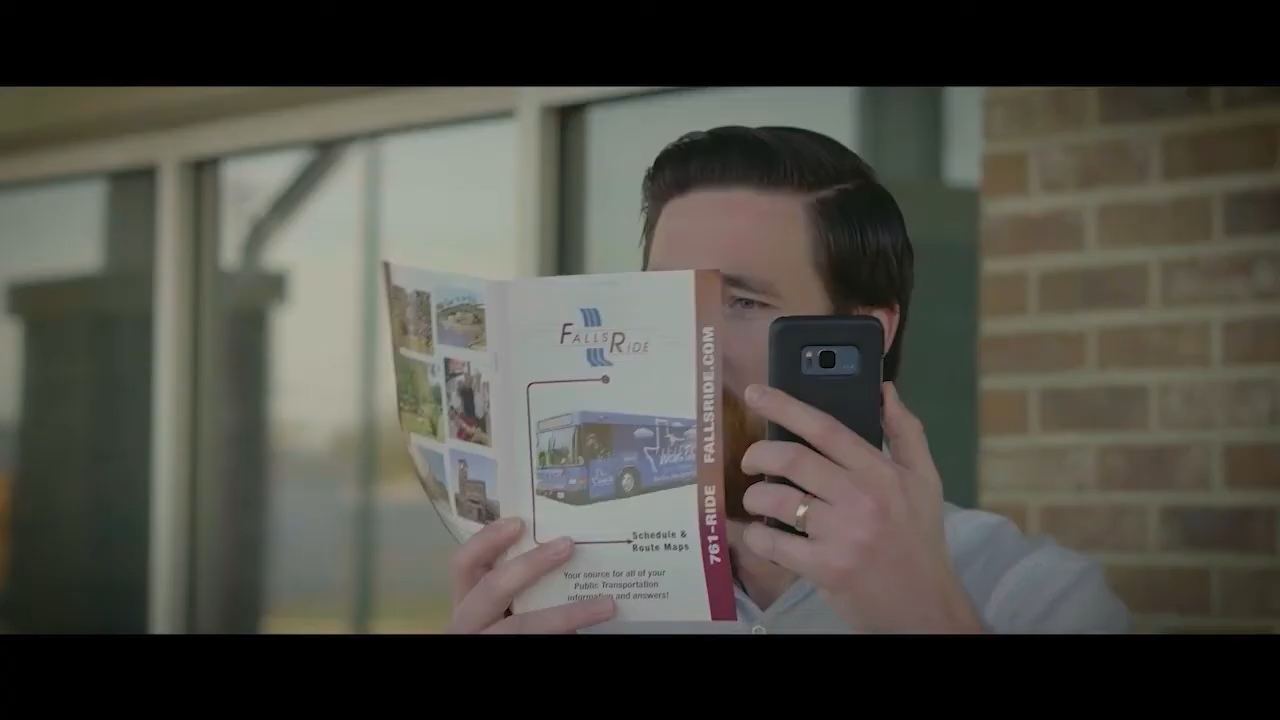 FALLS RIDE
Schedule &
Route Maps
Your source for all of your
Public Transportation
information and answers!
761-RIDE FALLSRIDE.COM